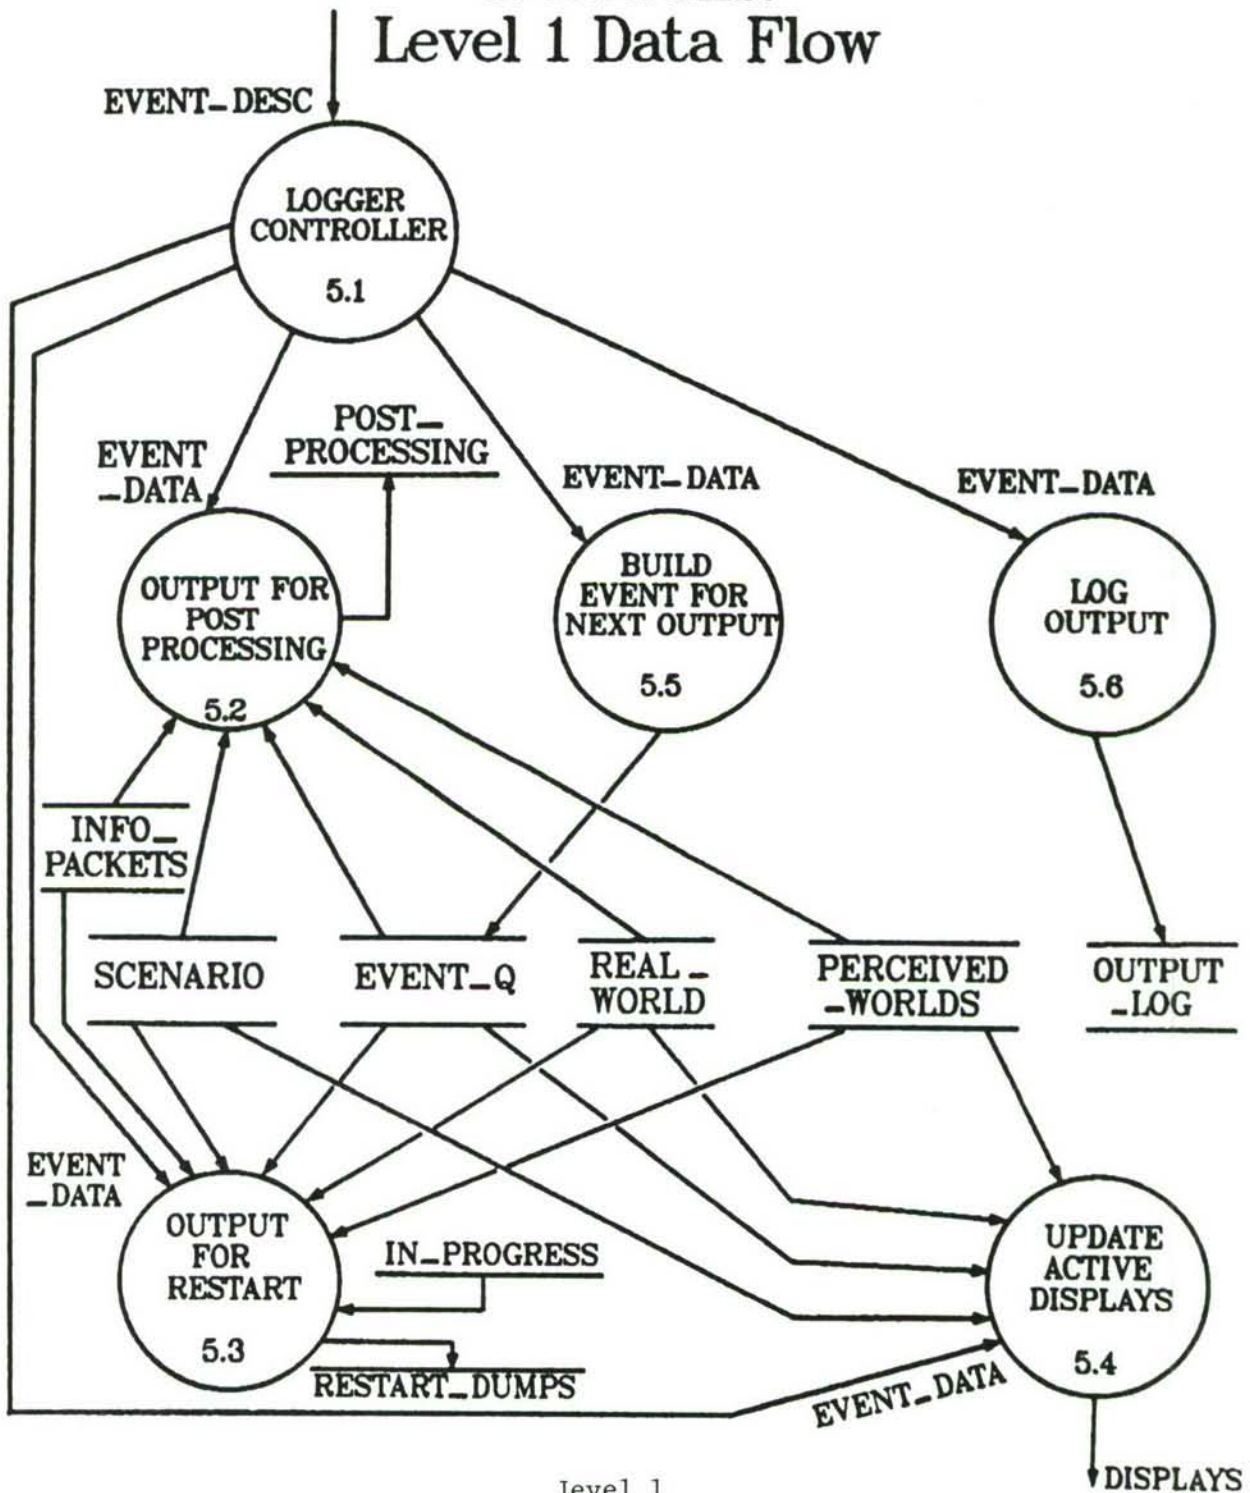 Level 1 Data Flow
EVENT_DESC
LOGGER
CONTROLLER
5.1
POST_
PROCESSING
EVENT
_DATA
EVENT_DATA
EVENT_DATA
OUTPUT FOR
POST
PROCESSING
5.2
BUILD
EVENT FOR
NEXT OUTPUT
5.5
LOG
OUTPUT
5.6
INFO_
PACKETS
SCENARIO
EVENT_Q
REAL_
WORLD
PERCEIVED
_WORLDS
OUTPUT
_LOG
EVENT
_DATA
OUTPUT
FOR
RESTART
5.3
IN_PROGRESS
RESTART_DUMPS
UPDATE
ACTIVE
DISPLAYS
5.4
EVENT_DATA
DISPLAYS
level 1